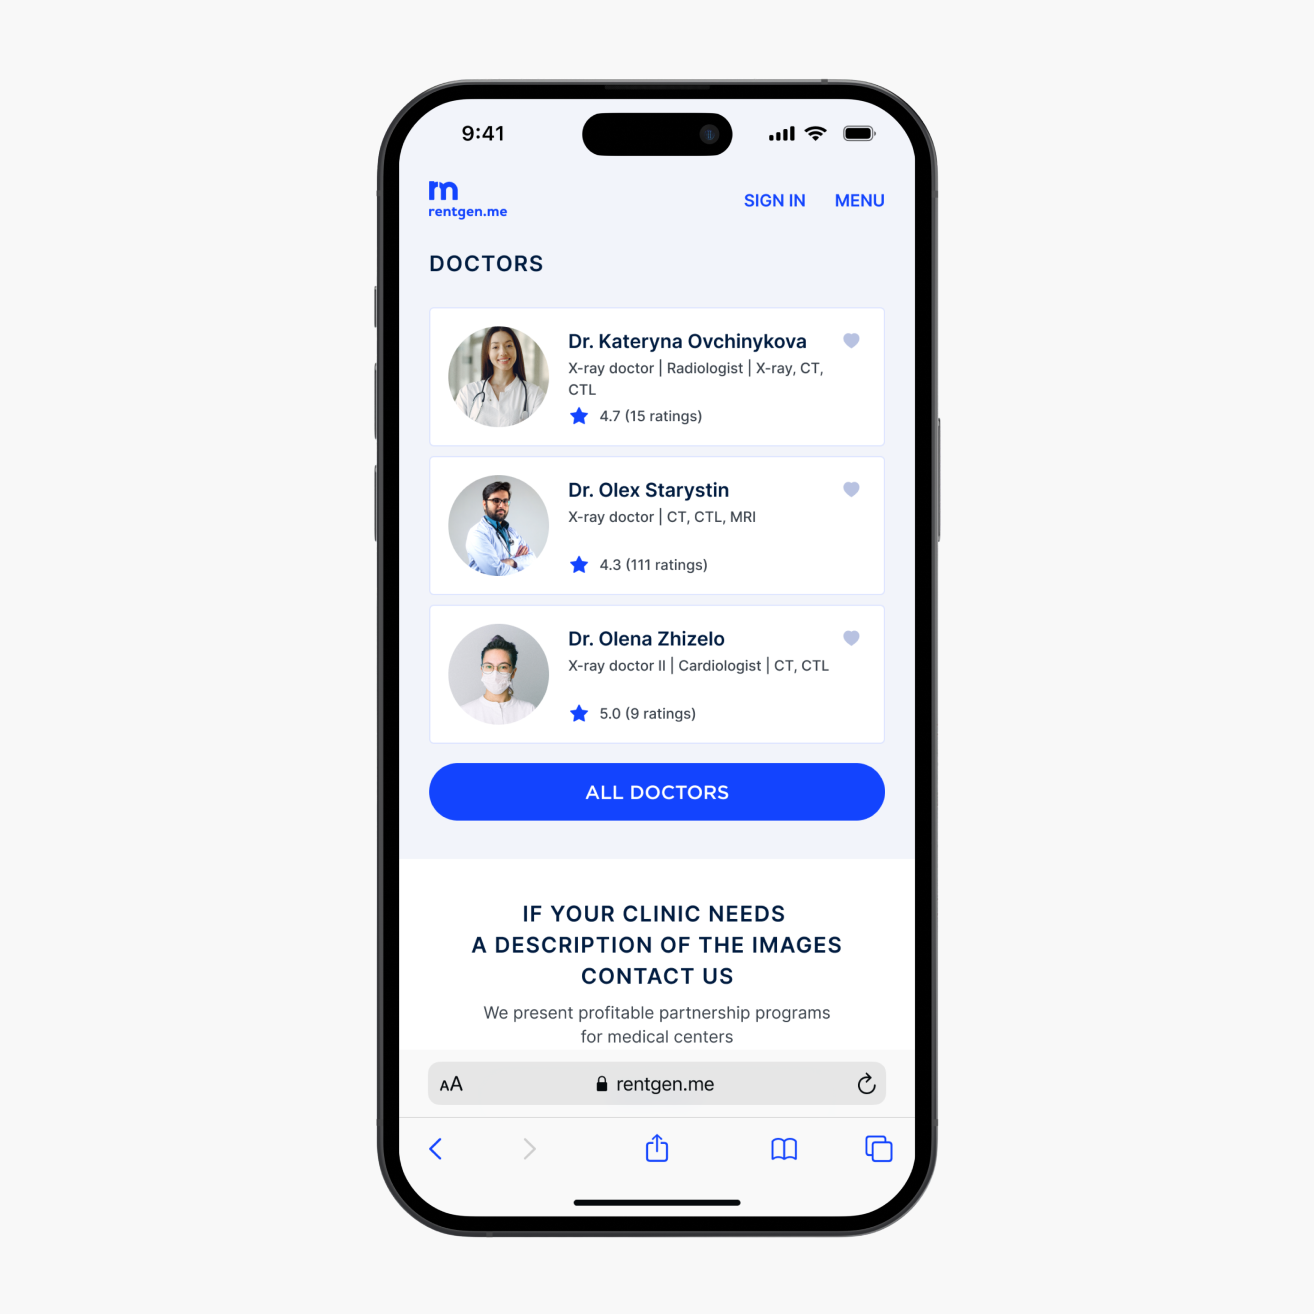 9:41
rn
rentgen.me
SIGN IN
MENU
DOCTORS
Dr. Kateryna Ovchinykova
X-ray doctor | Radiologist | X-ray, CT,
CTL
4.7 (15 ratings)
Dr. Olex Starystin
X-ray doctor | CT, CTL, MRI
4.3 (111 ratings)
Dr. Olena Zhizelo
X-ray doctor II | Cardiologist | CT, CTL
5.0 (9 ratings)
ALL DOCTORS
IF YOUR CLINIC NEEDS
A DESCRIPTION OF THE IMAGES
CONTACT US
We present profitable partnership programs
for medical centers
AA
rentgen.me